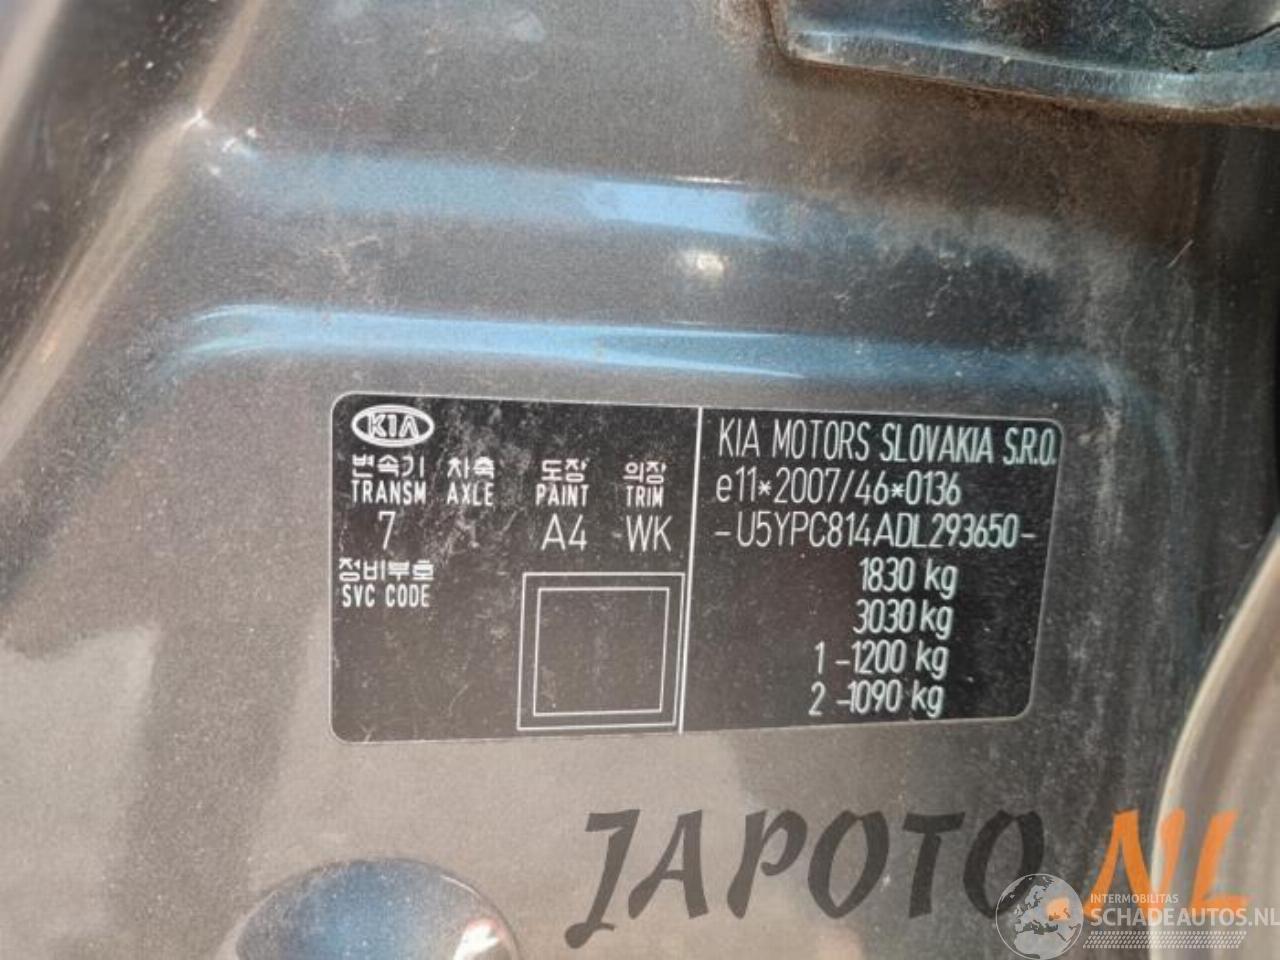 KIA
변속기 차축 도장 의장
TRANSM AXLE PAINT TRIM
7 A4 WK
정비부호
SVC CODE
KIA MOTORS SLOVAKIA S.R.O.
e11*2007/46*0136
-U5YPC814ADL293650-
1830 kg
3030 kg
1 -1200 kg
2 -1090 kg
JAPOTO.NL
INTERMOBILITAS
SCHADEAUTOS.NL